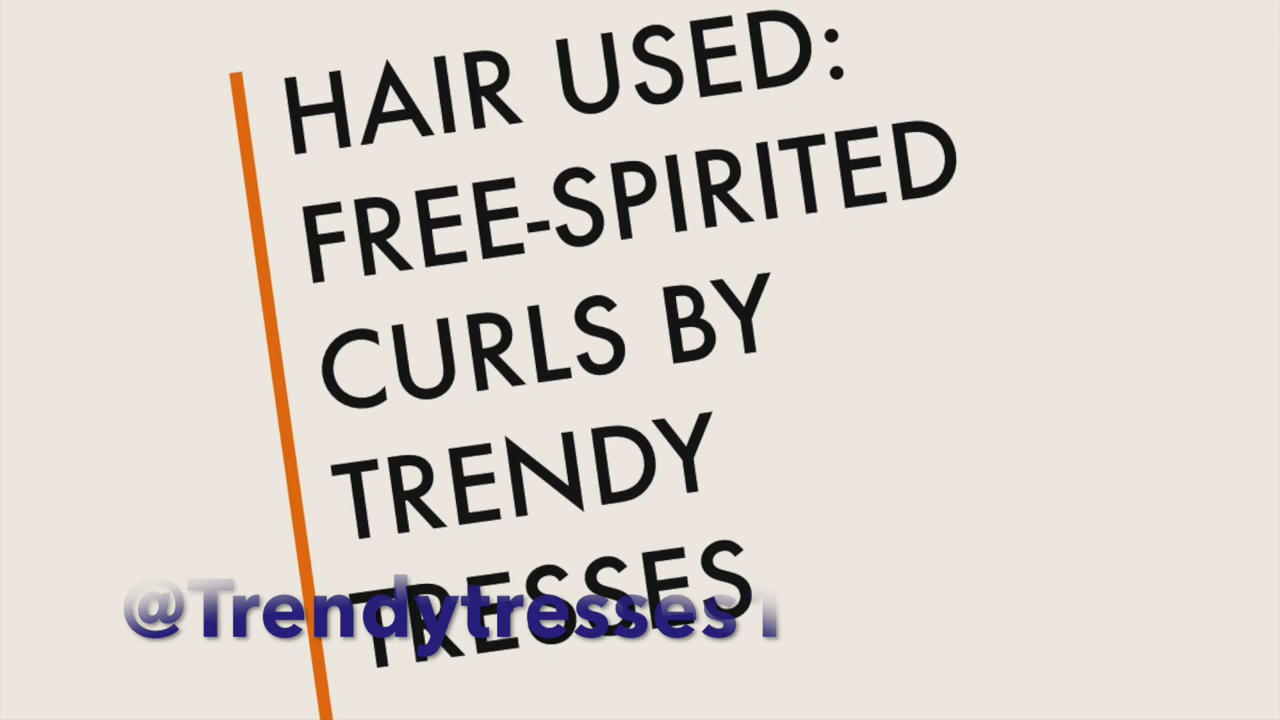 HAIR USED:
FREE-SPIRITED
CURLS BY
TRENDY
TRESSES
@Trendytresses1